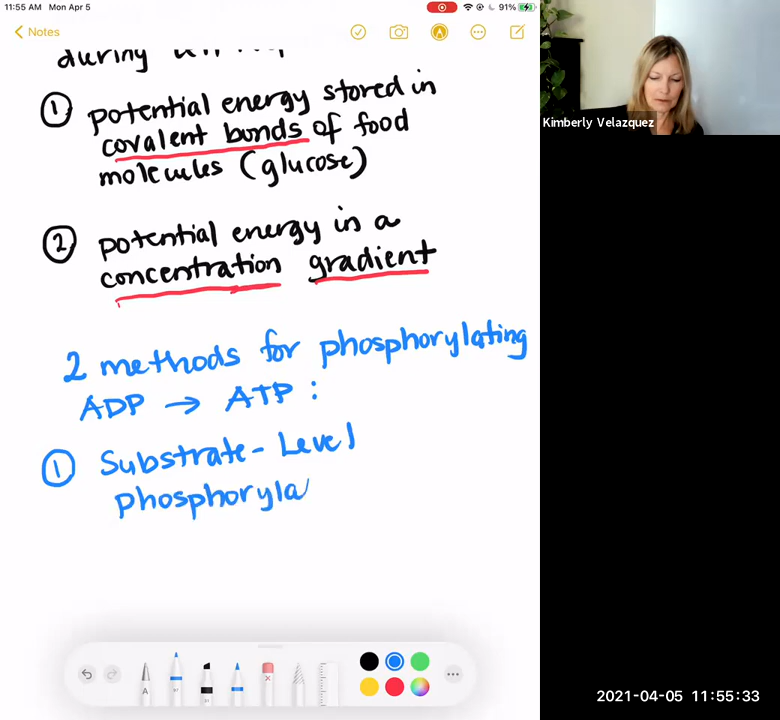 11:55 AM Mon Apr 5
91%
Notes
during
① potential energy stored in
covalent bonds of food
molecules (glucose)
② potential energy in a
concentration gradient
2 methods for phosphorylating
ADP → ATP :
① Substrate-Level
phosphoryla
A
Kimberly Velazquez
2021-04-05 11:55:33